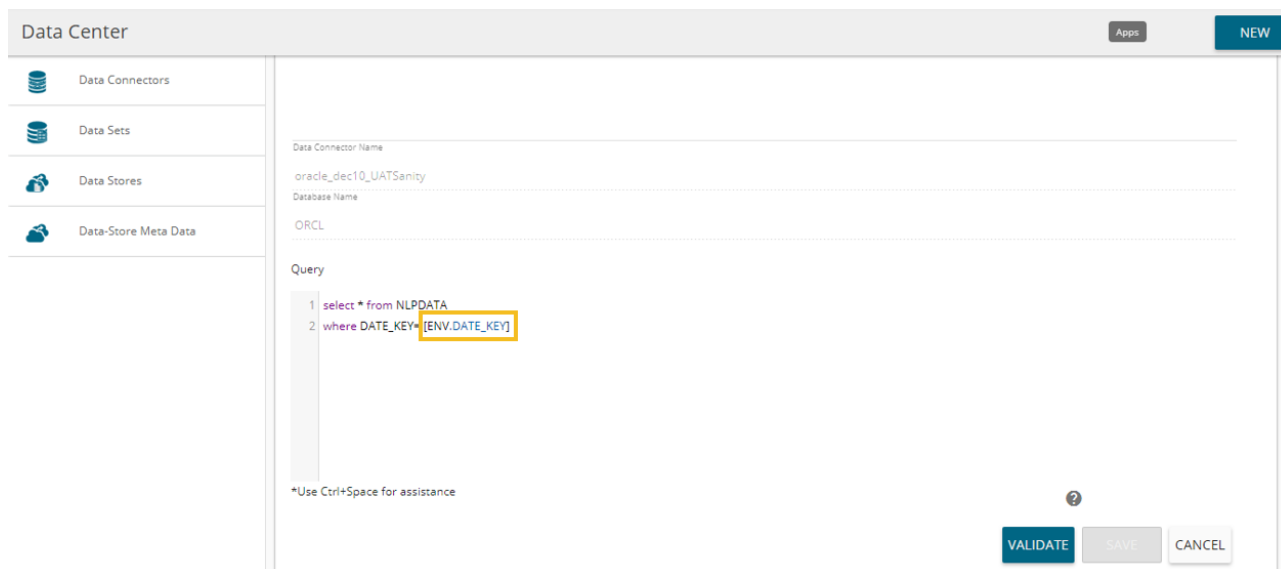 Data Center
Apps
NEW
Data Connectors
Data Sets
Data Stores
Data-Store Meta Data
Data Connector Name
oracle_dec10_UATSanity
Database Name
ORCL
Query
1 select * from NLPDATA
2 where DATE_KEY= [ENV.DATE_KEY]
*Use Ctrl+Space for assistance
?
VALIDATE
SAVE
CANCEL